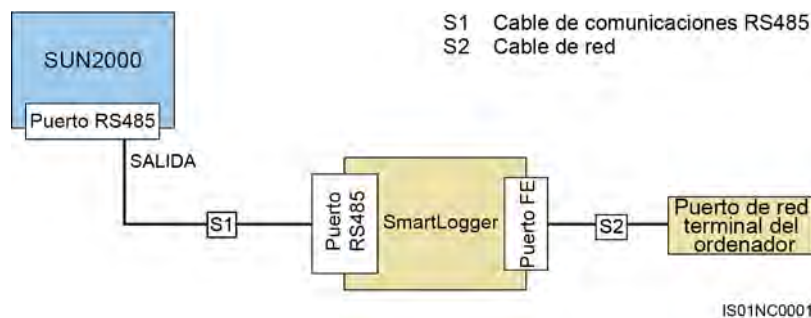 S1 Cable de comunicaciones RS485
S2 Cable de red
SUN2000
Puerto RS485
SALIDA
S1
Puerto
RS485
SmartLogger
Puerto FE
S2
Puerto de red
terminal del
ordenador
IS01NC0001